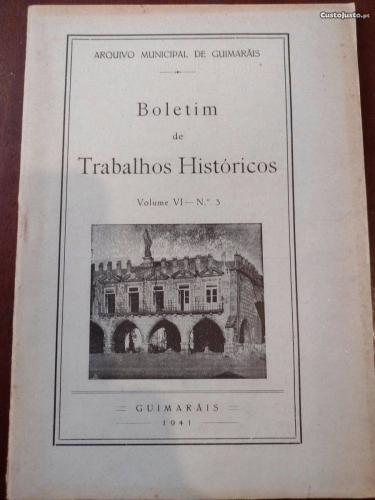 CustoJusto.pt
ARQUIVO MUNICIPAL DE GUIMARÃIS
Boletim
de
Trabalhos Históricos
Volume VI — N.º 3
GUIMARÃIS
1941